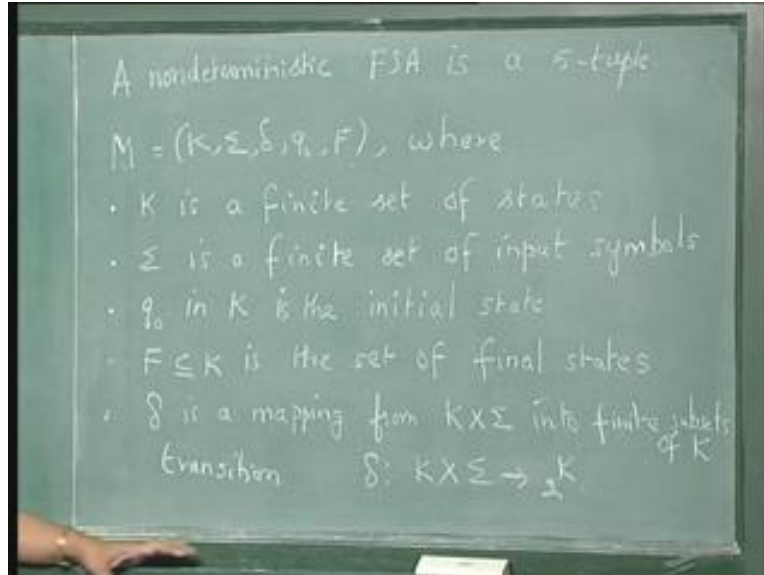 A nondeterministic FSA is a 5-tuple
M = (K, Σ, δ, q₀, F), where
• K is a finite set of states
• Σ is a finite set of input symbols
• q₀ in K is the initial state
• F ⊆ K is the set of final states
• δ is a mapping from K X Σ into finite subsets
of K
transition δ: K X Σ → 2^K